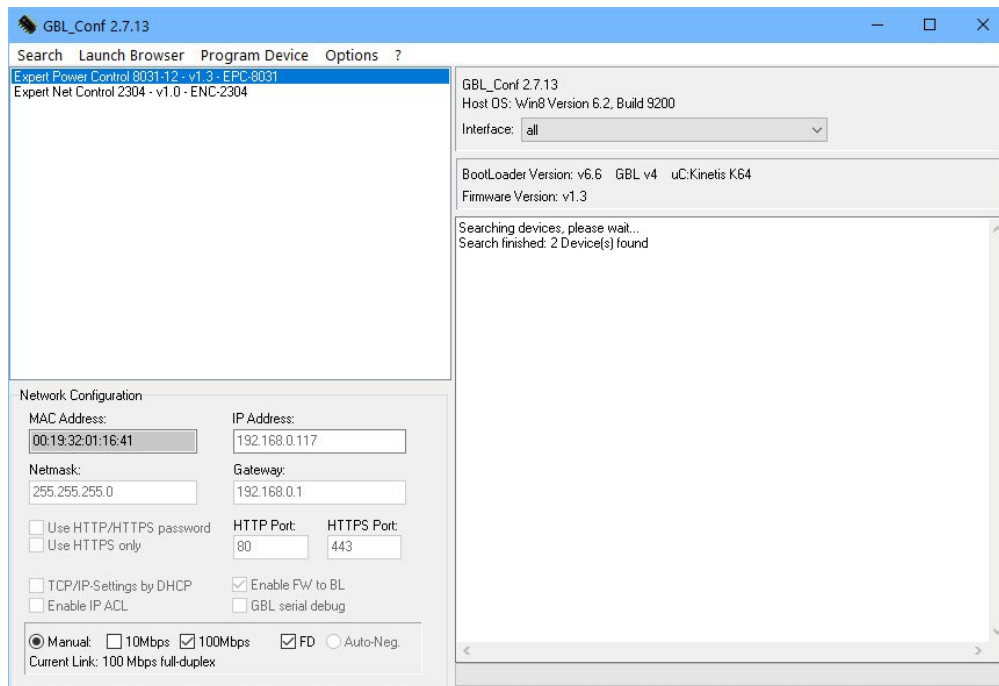 GBL_Conf 2.7.13
Search Launch Browser Program Device Options ?
Expert Power Control 8031-12 - v1.3 - EPC-8031
Expert Net Control 2304 - v1.0 - ENC-2304
GBL_Conf 2.7.13
Host OS: Win8 Version 6.2, Build 9200
Interface: all
BootLoader Version: v6.6 GBL v4 uC:Kinetis K64
Firmware Version: v1.3
Searching devices, please wait...
Search finished: 2 Device(s) found
Network Configuration
MAC Address: IP Address:
00:19:32:01:16:41 192.168.0.117
Netmask: Gateway:
255.255.255.0 192.168.0.1
Use HTTP/HTTPS password HTTP Port: HTTPS Port:
Use HTTPS only 80 443
TCP/IP-Settings by DHCP Enable FW to BL
Enable IP ACL GBL serial debug
Manual: 10Mbps 100Mbps FD Auto-Neg.
Current Link: 100 Mbps full-duplex